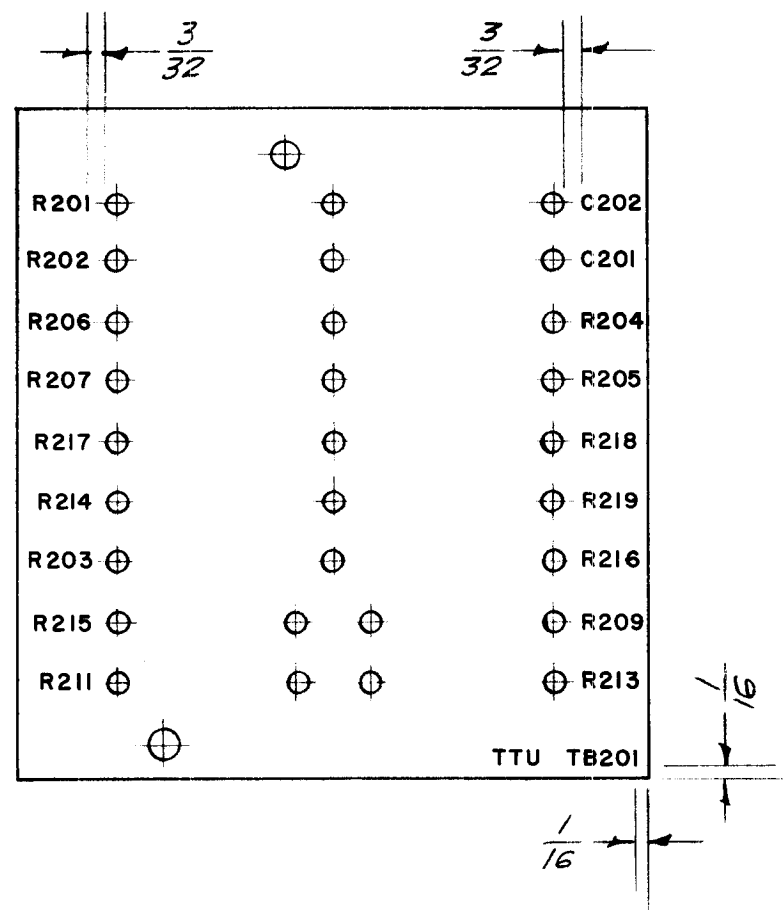 3/32 3/32
R201 C202
R202 C201
R206 R204
R207 R205
R217 R218
R214 R219
R203 R216
R215 R209
R211 R213
1/16
TTU TB201
1/16